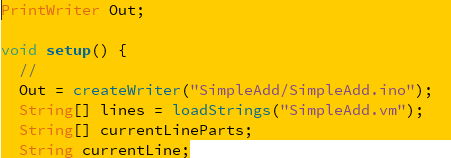 PrintWriter Out;
void setup() {
//
Out = createWriter("SimpleAdd/SimpleAdd.ino");
String[] lines = loadStrings("SimpleAdd.vm");
String[] currentLineParts;
String currentLine;